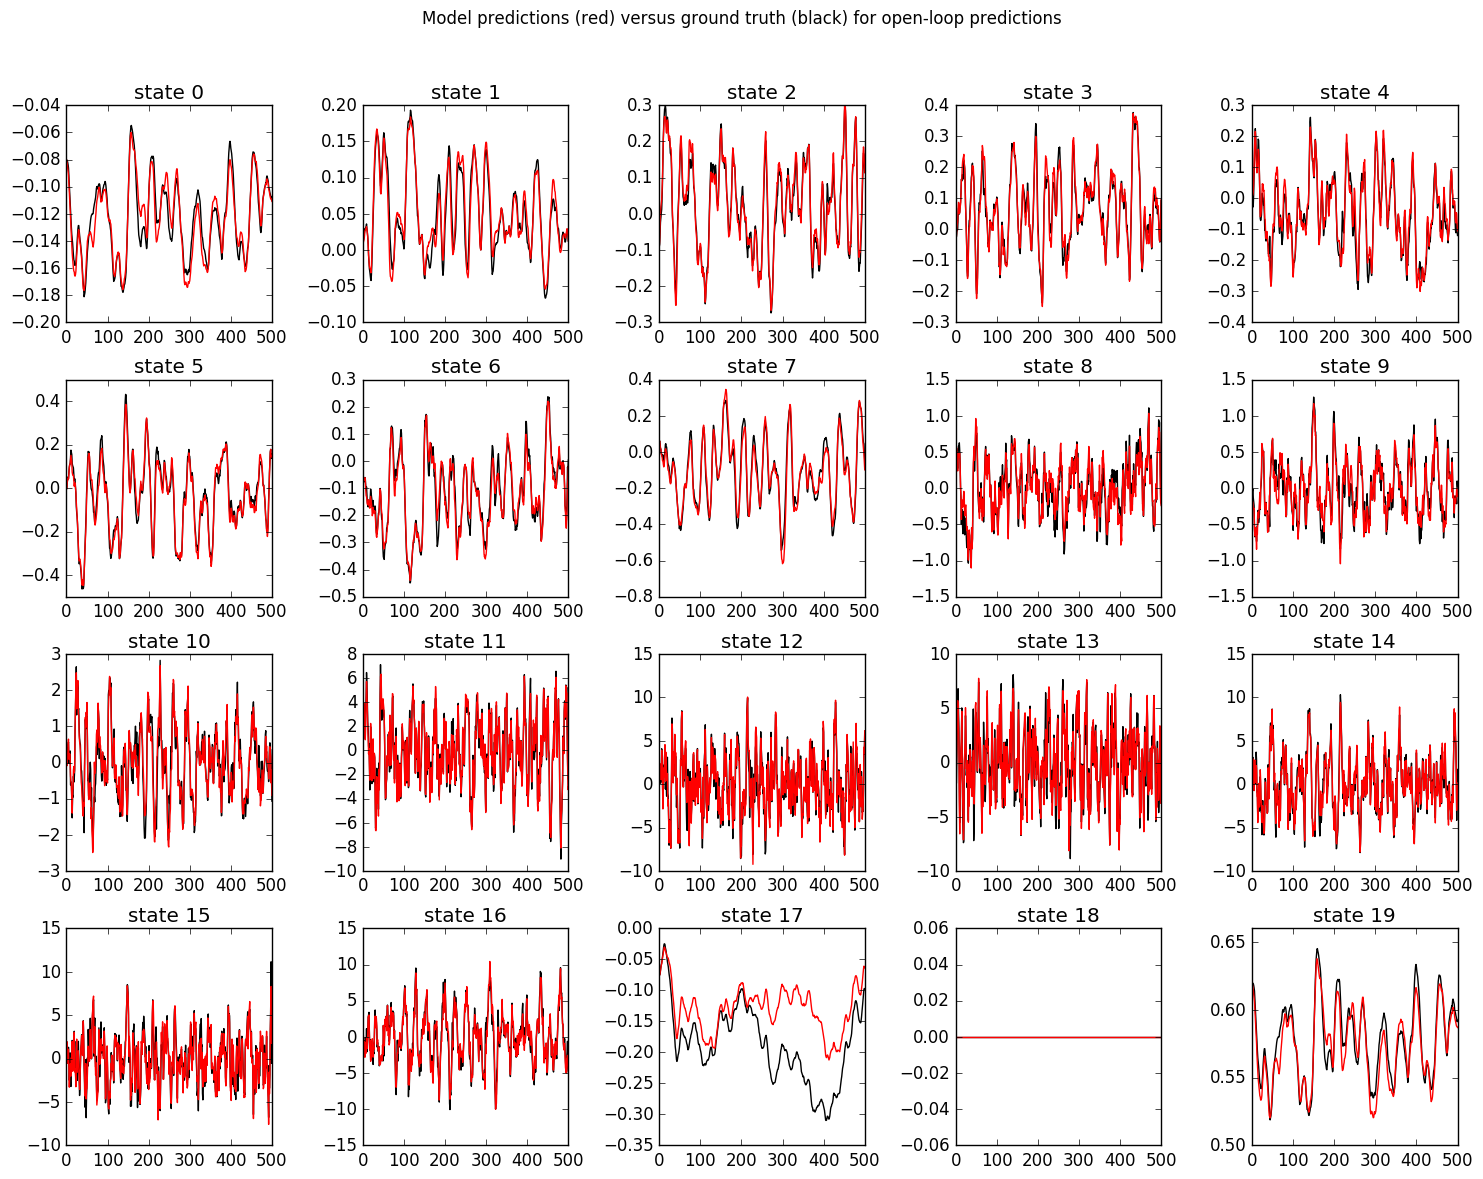 Model predictions (red) versus ground truth (black) for open-loop predictions
state 0 state 1 state 2 state 3 state 4
−0.04 −0.06 −0.08 −0.10 −0.12 −0.14 −0.16 −0.18 −0.20
0.20 0.15 0.10 0.05 0.00 −0.05 −0.10
0.3 0.2 0.1 0.0 −0.1 −0.2 −0.3
0.4 0.3 0.2 0.1 0.0 −0.1 −0.2 −0.3
0.3 0.2 0.1 0.0 −0.1 −0.2 −0.3 −0.4
0 100 200 300 400 500 0 100 200 300 400 500 0 100 200 300 400 500 0 100 200 300 400 500 0 100 200 300 400 500
state 5 state 6 state 7 state 8 state 9
0.4 0.2 0.0 −0.2 −0.4
0.3 0.2 0.1 0.0 −0.1 −0.2 −0.3 −0.4 −0.5
0.4 0.2 0.0 −0.2 −0.4 −0.6 −0.8
1.5 1.0 0.5 0.0 −0.5 −1.0 −1.5
1.5 1.0 0.5 0.0 −0.5 −1.0 −1.5
0 100 200 300 400 500 0 100 200 300 400 500 0 100 200 300 400 500 0 100 200 300 400 500 0 100 200 300 400 500
state 10 state 11 state 12 state 13 state 14
3 2 1 0 −1 −2 −3
8 6 4 2 0 −2 −4 −6 −8 −10
15 10 5 0 −5 −10
10 5 0 −5 −10
15 10 5 0 −5 −10
0 100 200 300 400 500 0 100 200 300 400 500 0 100 200 300 400 500 0 100 200 300 400 500 0 100 200 300 400 500
state 15 state 16 state 17 state 18 state 19
15 10 5 0 −5 −10
15 10 5 0 −5 −10 −15
0.00 −0.05 −0.10 −0.15 −0.20 −0.25 −0.30 −0.35
0.06 0.04 0.02 0.00 −0.02 −0.04 −0.06
0.65 0.60 0.55 0.50
0 100 200 300 400 500 0 100 200 300 400 500 0 100 200 300 400 500 0 100 200 300 400 500 0 100 200 300 400 500